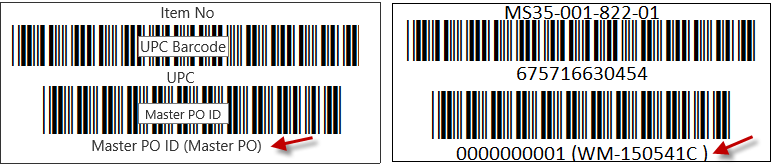 Item No
UPC Barcode
UPC
Master PO ID
Master PO ID (Master PO)
MS35-001-822-01
675716630454
0000000001 (WM-150541C )